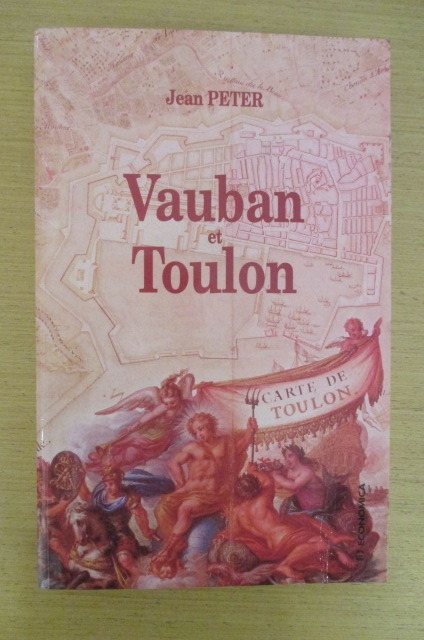 Jean PETER
Vauban
et
Toulon
CARTE DE
TOULON
ECONOMICA